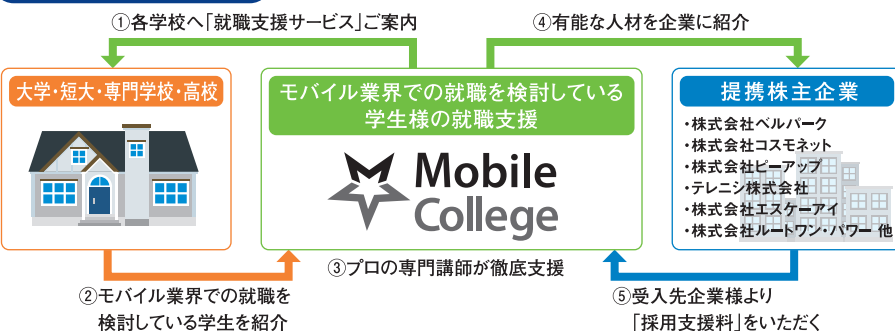 ①各学校へ「就職支援サービス」ご案内
④有能な人材を企業に紹介
大学・短大・専門学校・高校
モバイル業界での就職を検討している
学生様の就職支援
Mobile
College
提携株主企業
・株式会社ベルパーク
・株式会社コスモネット
・株式会社ピーアップ
・テレニシ株式会社
・株式会社エスケーアイ
・株式会社ルートワン・パワー 他
③プロの専門講師が徹底支援
②モバイル業界での就職を
検討している学生を紹介
⑤受入先企業様より
「採用支援料」をいただく